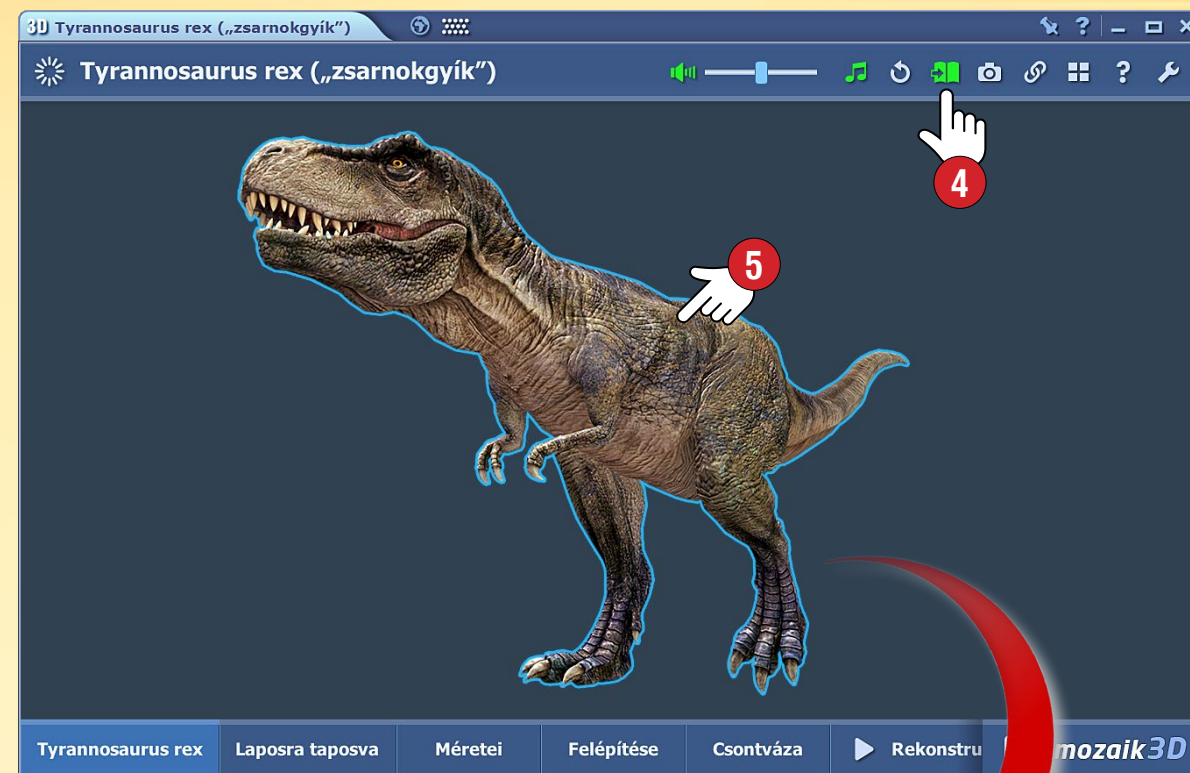 3D Tyrannosaurus rex („zsarnokgyík”)
?
Tyrannosaurus rex („zsarnokgyík”)
?
4
5
Tyrannosaurus rex Laposra taposva Méretei Felépítése Csontváza Rekonstru mozaik3D